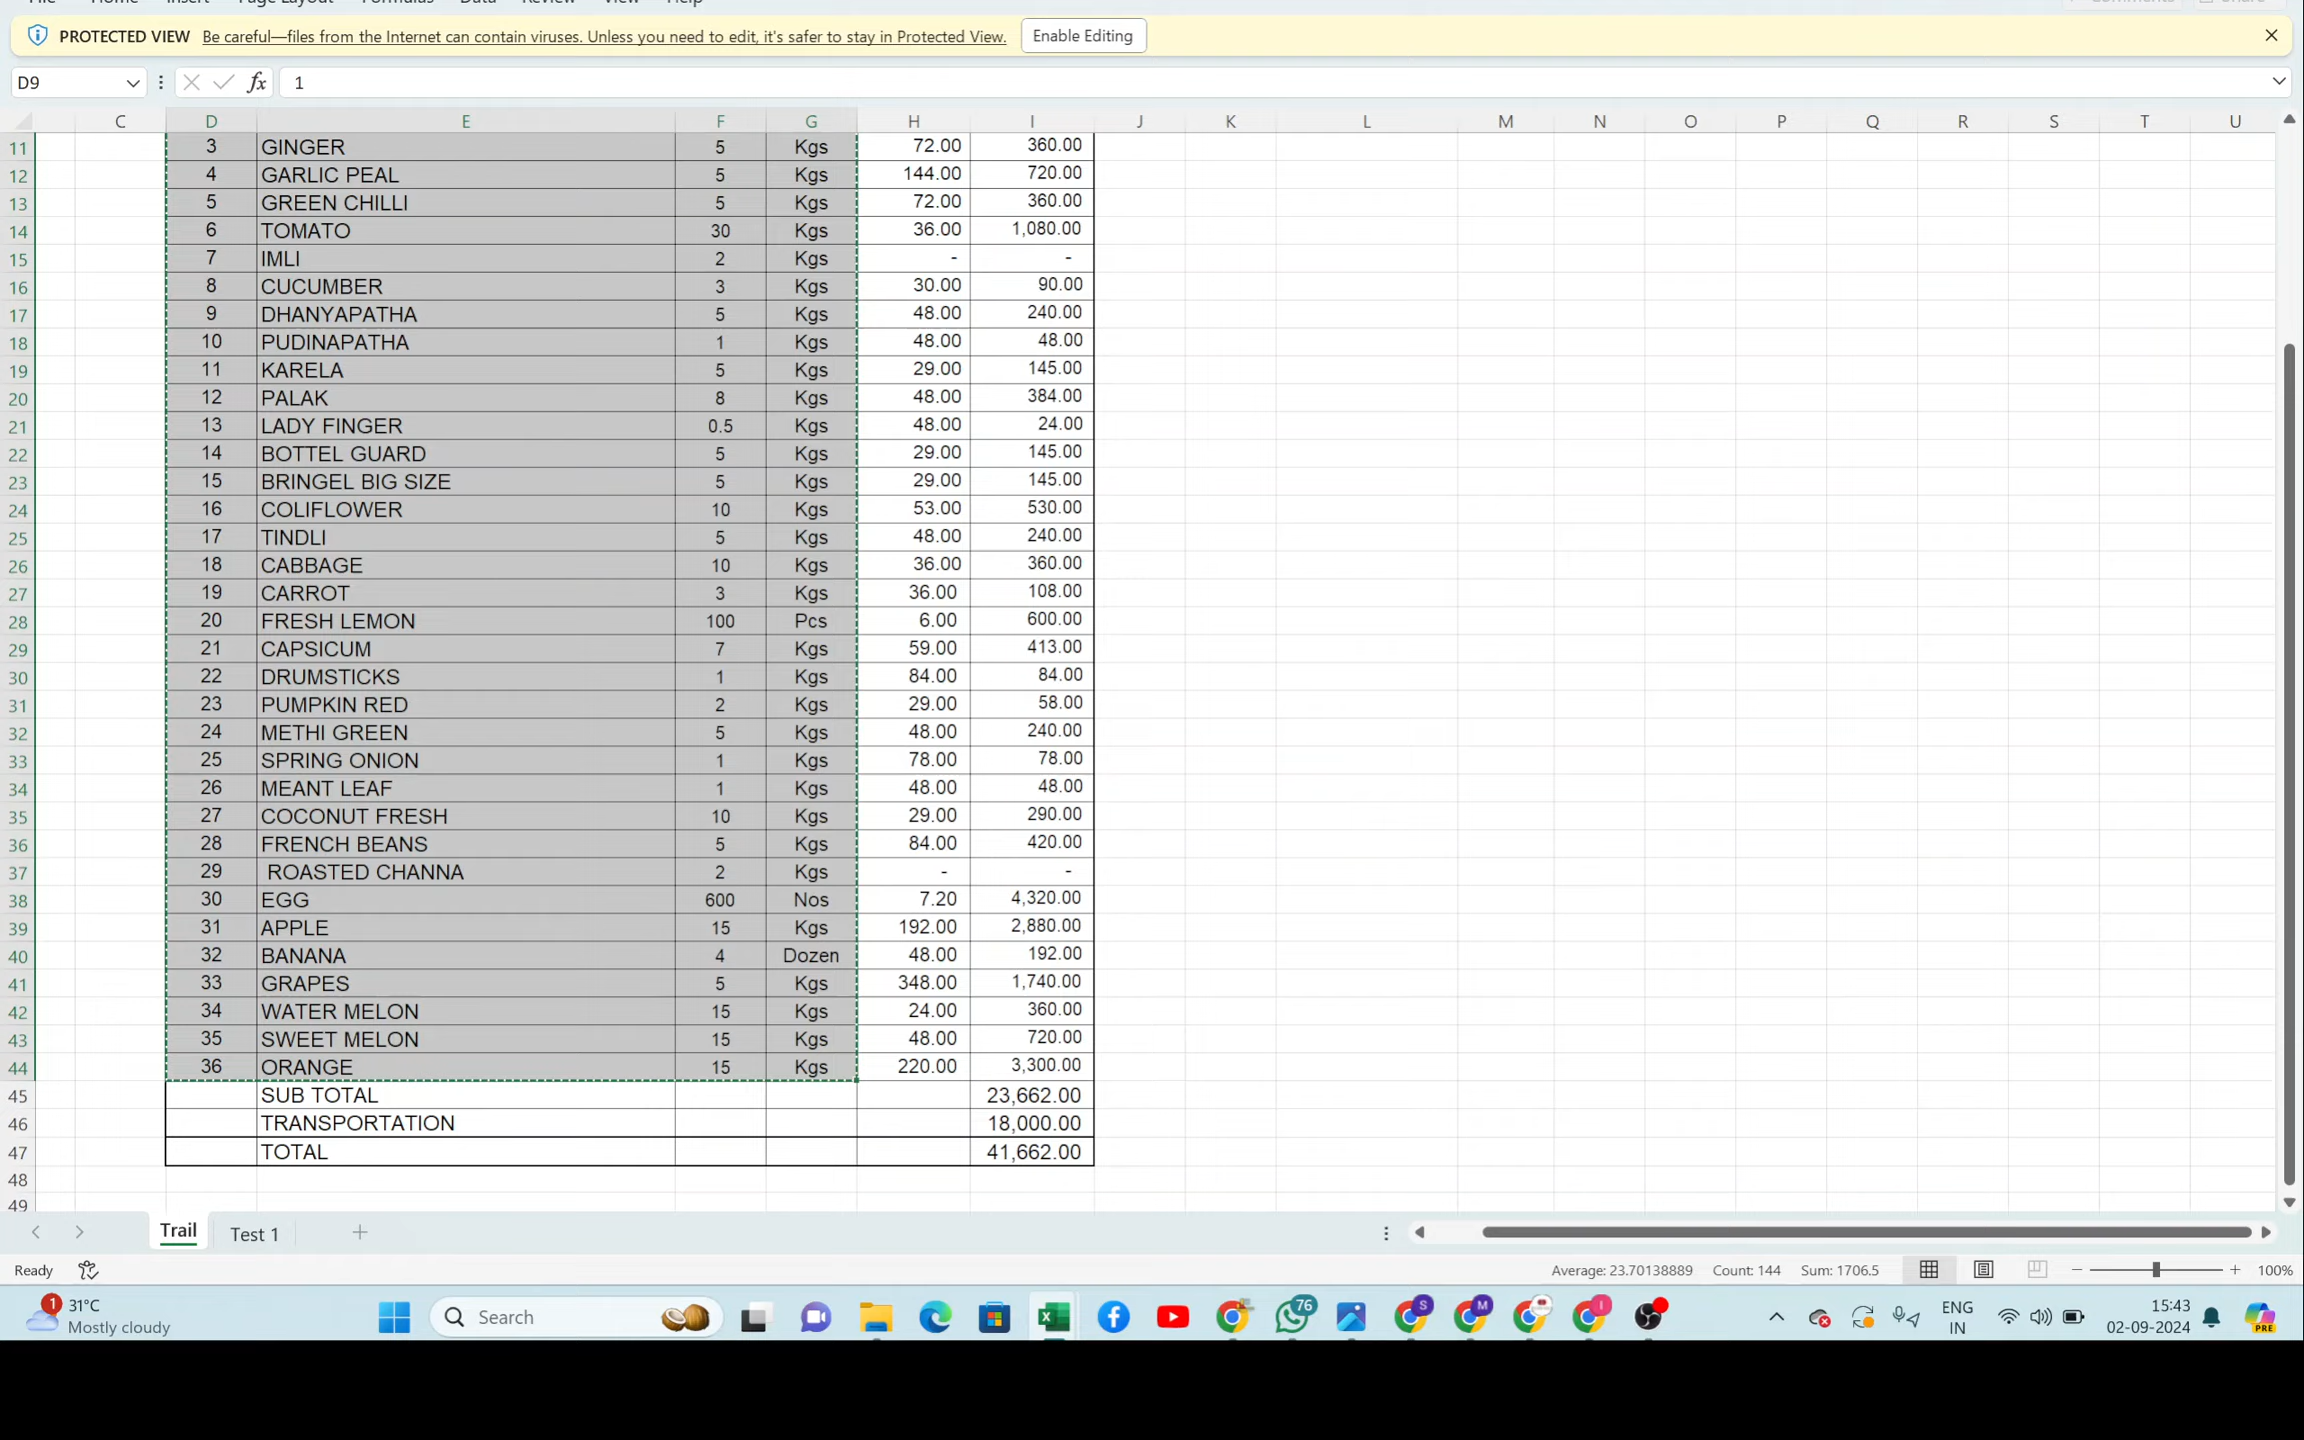 File Home Insert Page Layout Formulas Data Review View Help Comments Share
PROTECTED VIEW Be careful—files from the Internet can contain viruses. Unless you need to edit, it's safer to stay in Protected View. Enable Editing
D9 fx 1
C D E F G H I J K L M N O P Q R S T U
11 3 GINGER 5 Kgs 72.00 360.00
12 4 GARLIC PEAL 5 Kgs 144.00 720.00
13 5 GREEN CHILLI 5 Kgs 72.00 360.00
14 6 TOMATO 30 Kgs 36.00 1,080.00
15 7 IMLI 2 Kgs - -
16 8 CUCUMBER 3 Kgs 30.00 90.00
17 9 DHANYAPATHA 5 Kgs 48.00 240.00
18 10 PUDINAPATHA 1 Kgs 48.00 48.00
19 11 KARELA 5 Kgs 29.00 145.00
20 12 PALAK 8 Kgs 48.00 384.00
21 13 LADY FINGER 0.5 Kgs 48.00 24.00
22 14 BOTTEL GUARD 5 Kgs 29.00 145.00
23 15 BRINGEL BIG SIZE 5 Kgs 29.00 145.00
24 16 COLIFLOWER 10 Kgs 53.00 530.00
25 17 TINDLI 5 Kgs 48.00 240.00
26 18 CABBAGE 10 Kgs 36.00 360.00
27 19 CARROT 3 Kgs 36.00 108.00
28 20 FRESH LEMON 100 Pcs 6.00 600.00
29 21 CAPSICUM 7 Kgs 59.00 413.00
30 22 DRUMSTICKS 1 Kgs 84.00 84.00
31 23 PUMPKIN RED 2 Kgs 29.00 58.00
32 24 METHI GREEN 5 Kgs 48.00 240.00
33 25 SPRING ONION 1 Kgs 78.00 78.00
34 26 MEANT LEAF 1 Kgs 48.00 48.00
35 27 COCONUT FRESH 10 Kgs 29.00 290.00
36 28 FRENCH BEANS 5 Kgs 84.00 420.00
37 29 ROASTED CHANNA 2 Kgs - -
38 30 EGG 600 Nos 7.20 4,320.00
39 31 APPLE 15 Kgs 192.00 2,880.00
40 32 BANANA 4 Dozen 48.00 192.00
41 33 GRAPES 5 Kgs 348.00 1,740.00
42 34 WATER MELON 15 Kgs 24.00 360.00
43 35 SWEET MELON 15 Kgs 48.00 720.00
44 36 ORANGE 15 Kgs 220.00 3,300.00
45 SUB TOTAL 23,662.00
46 TRANSPORTATION 18,000.00
47 TOTAL 41,662.00
48
49
Trail Test 1
Ready Average: 23.70138889 Count: 144 Sum: 1706.5 100%
1 31°C Search 76 S M I ENG 15:43
Mostly cloudy IN 02-09-2024 PRE